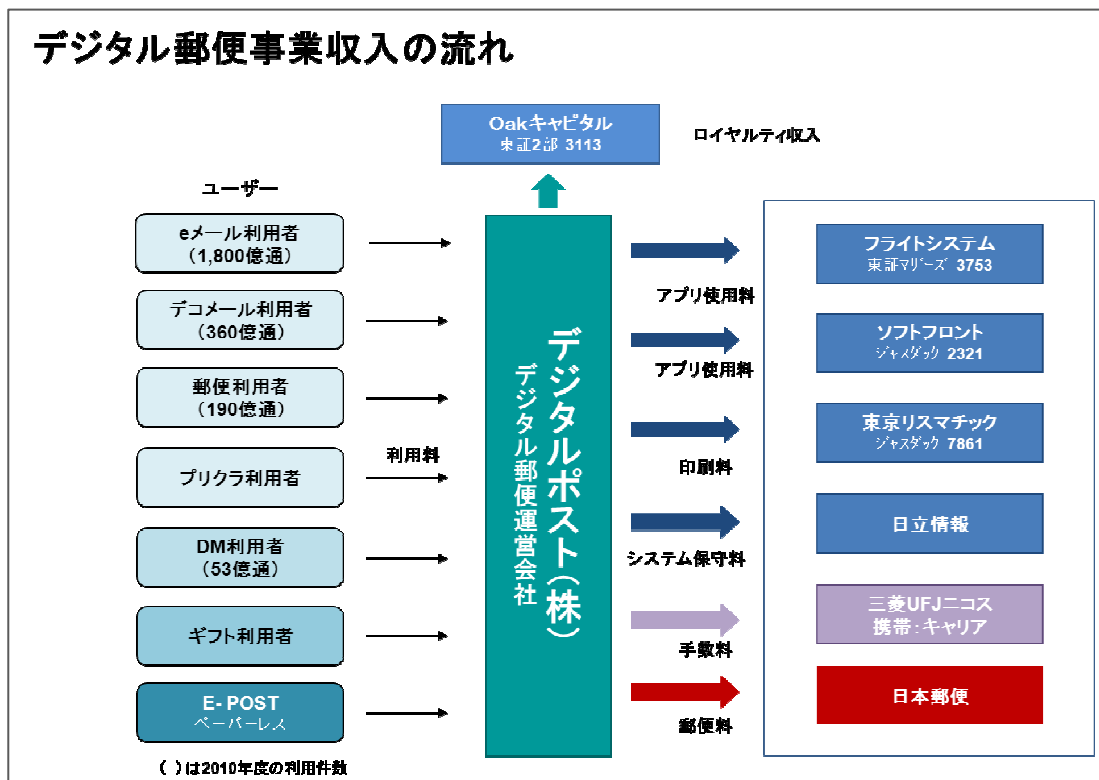 デジタル郵便事業収入の流れ
Oakキャピタル
東証2部 3113
ロイヤルティ収入
ユーザー
eメール利用者
（1,800億通）
デコメール利用者
（360億通）
郵便利用者
（190億通）
プリクラ利用者
DM利用者
（53億通）
ギフト利用者
E- POST
ペーパーレス
（ ）は2010年度の利用件数
利用料
デジタルポスト（株）
デジタル郵便運営会社
アプリ使用料
アプリ使用料
印刷料
システム保守料
手数料
郵便料
フライトシステム
東証マザーズ 3753
ソフトフロント
ジャスダック 2321
東京リスマチック
ジャスダック 7861
日立情報
三菱UFJニコス
携帯・キャリア
日本郵便